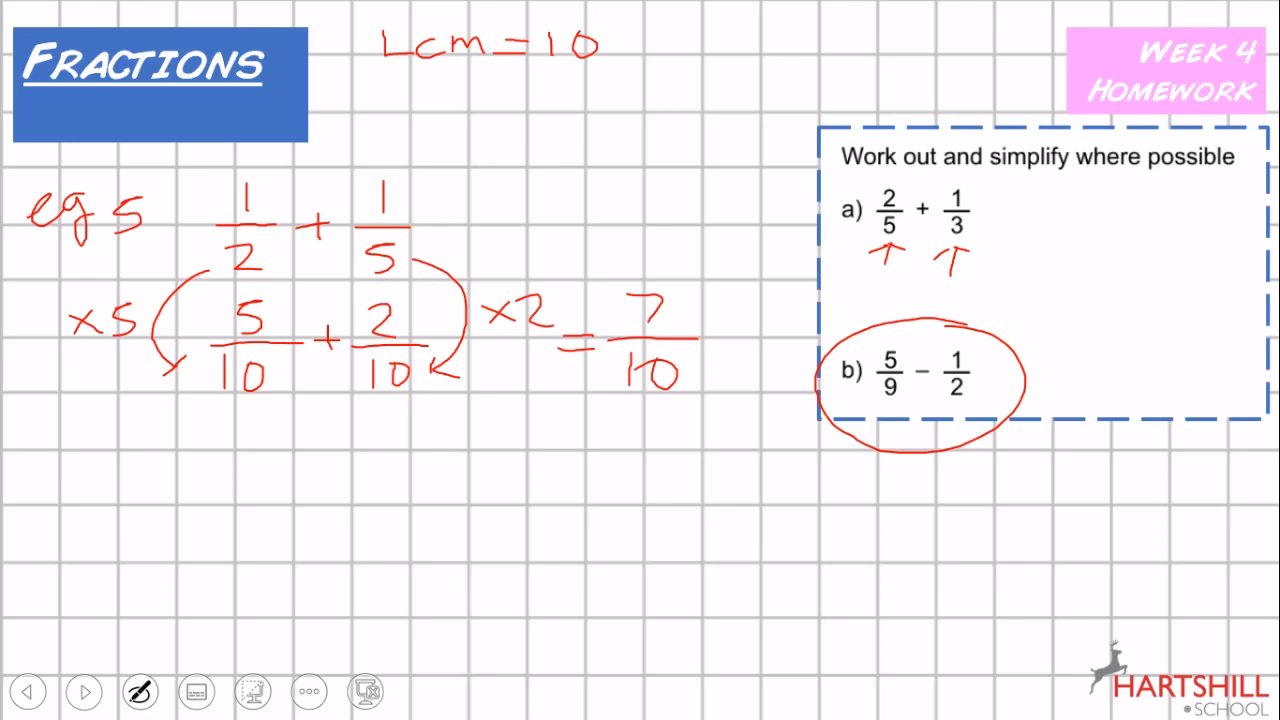 FRACTIONS
LCM = 10
WEEK 4
HOMEWORK
eg 5 1/2 + 1/5
×5 5/10 + 2/10 ×2 = 7/10
Work out and simplify where possible
a) 2/5 + 1/3
b) 5/9 – 1/2
HARTSHILL
SCHOOL